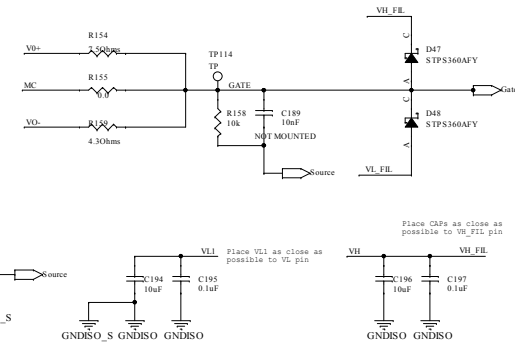 VH_FIL
R154
V0+
7.5Ohms
TP114
TP
C
D47
STPS360AFY
R155
MC
0.0
GATE
A
C
Gate
R158
10k
C189
10nF
D48
STPS360AFY
R159
VO-
4.3Ohms
NOT MOUNTED
A
Source
VL_FIL
Place CAPs as close as
possible to VH_FIL pin
VL1
Place VL1 as close as
possible to VL pin
VH
VH_FIL
Source
C194
10uF
C195
0.1uF
C196
10uF
C197
0.1uF
_S
GNDISO_S
GNDISO
GNDISO
GNDISO
GNDISO